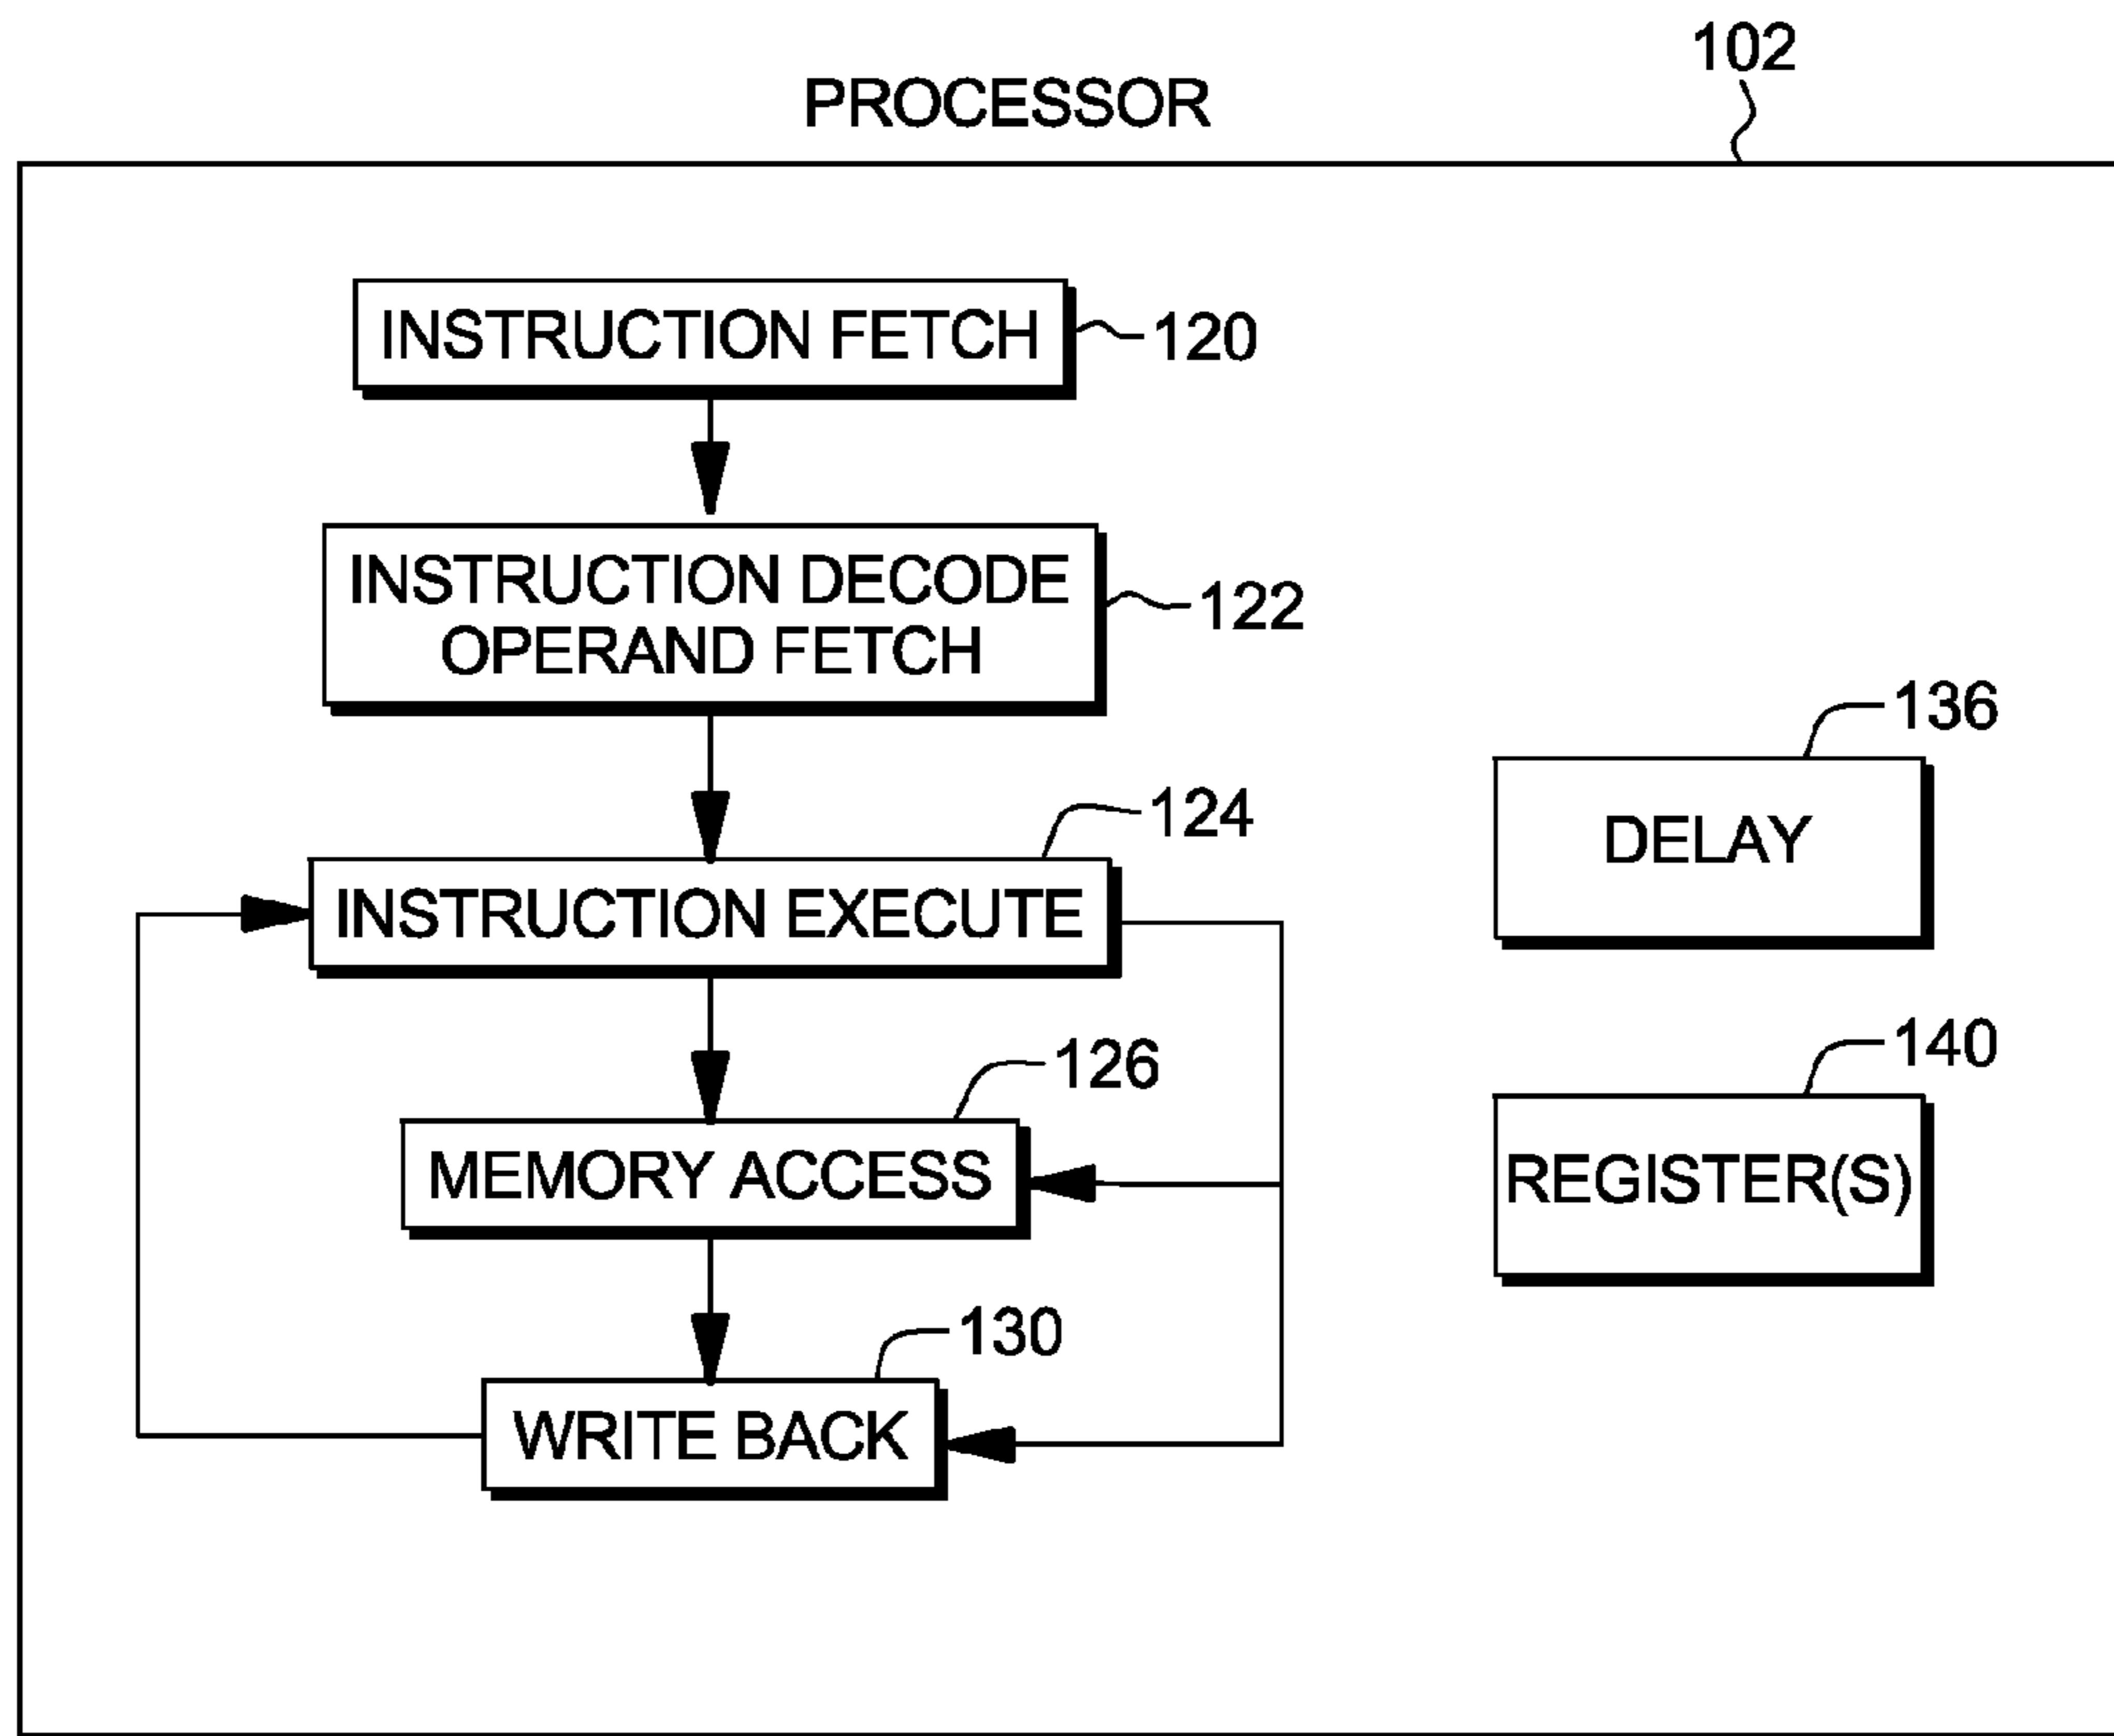 102
PROCESSOR
INSTRUCTION FETCH
120
INSTRUCTION DECODE
OPERAND FETCH
122
136
DELAY
124
INSTRUCTION EXECUTE
140
REGISTER(S)
126
MEMORY ACCESS
130
WRITE BACK